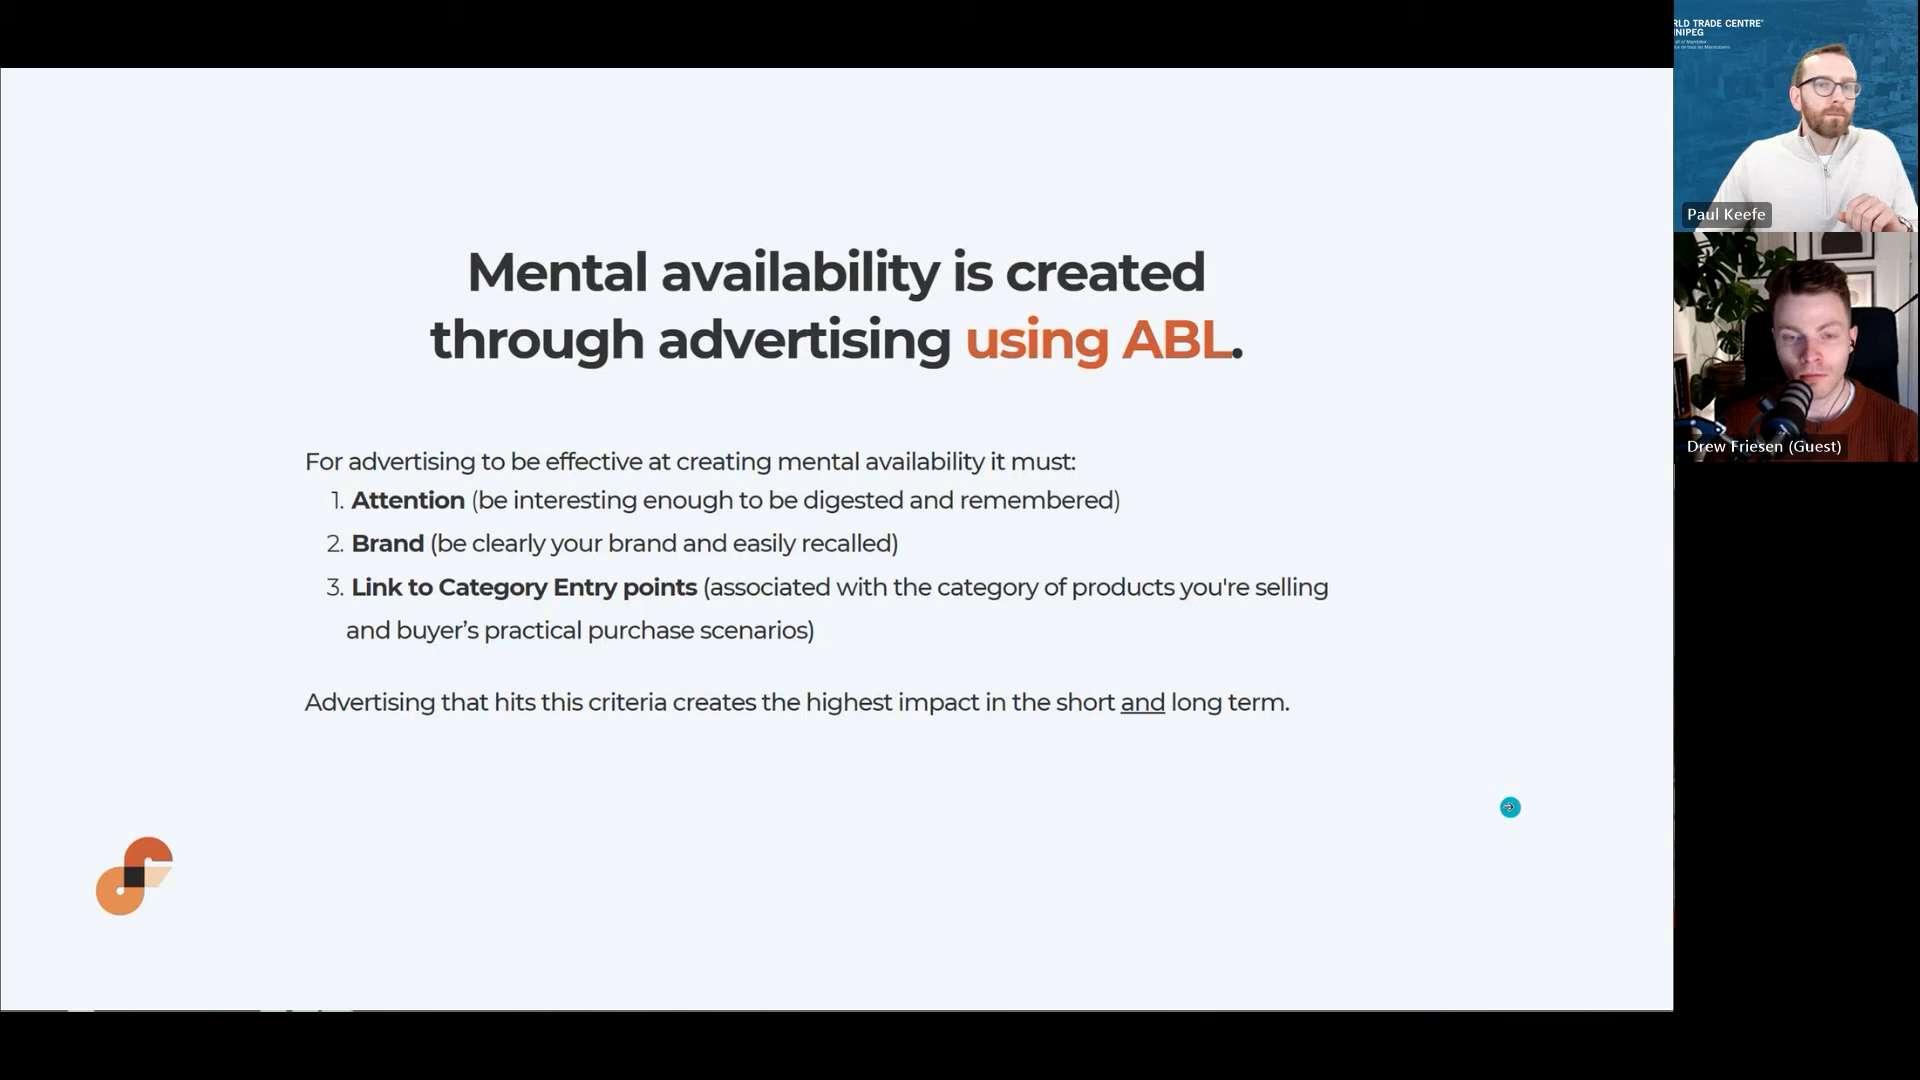 Mental availability is created
through advertising using ABL.
For advertising to be effective at creating mental availability it must:
1. Attention (be interesting enough to be digested and remembered)
2. Brand (be clearly your brand and easily recalled)
3. Link to Category Entry points (associated with the category of products you're selling
and buyer’s practical purchase scenarios)
Advertising that hits this criteria creates the highest impact in the short and long term.
RLD TRADE CENTRE
NIPEG
Paul Keefe
Drew Friesen (Guest)